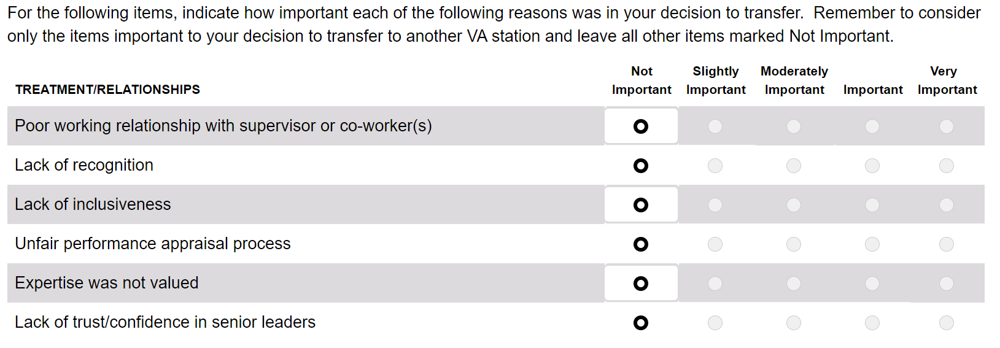 For the following items, indicate how important each of the following reasons was in your decision to transfer.  Remember to consider
only the items important to your decision to transfer to another VA station and leave all other items marked Not Important.
TREATMENT/RELATIONSHIPS
Not Important
Slightly Important
Moderately Important
Important
Very Important
Poor working relationship with supervisor or co-worker(s)
Lack of recognition
Lack of inclusiveness
Unfair performance appraisal process
Expertise was not valued
Lack of trust/confidence in senior leaders